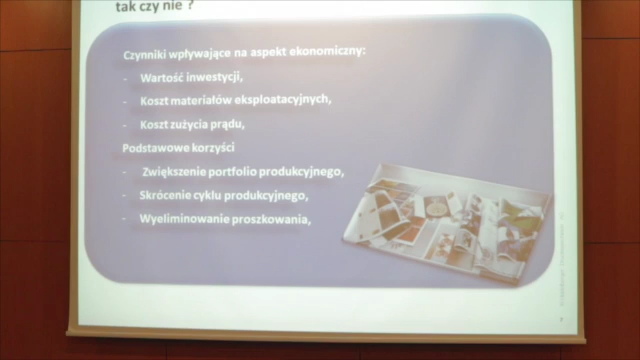 tak czy nie ?
Czynniki wpływające na aspekt ekonomiczny:
- Wartość inwestycji,
- Koszt materiałów eksploatacyjnych,
- Koszt zużycia prądu,
Podstawowe korzyści
- Zwiększenie portfolio produkcyjnego,
- Skrócenie cyklu produkcyjnego,
- Wyeliminowanie proszkowania,